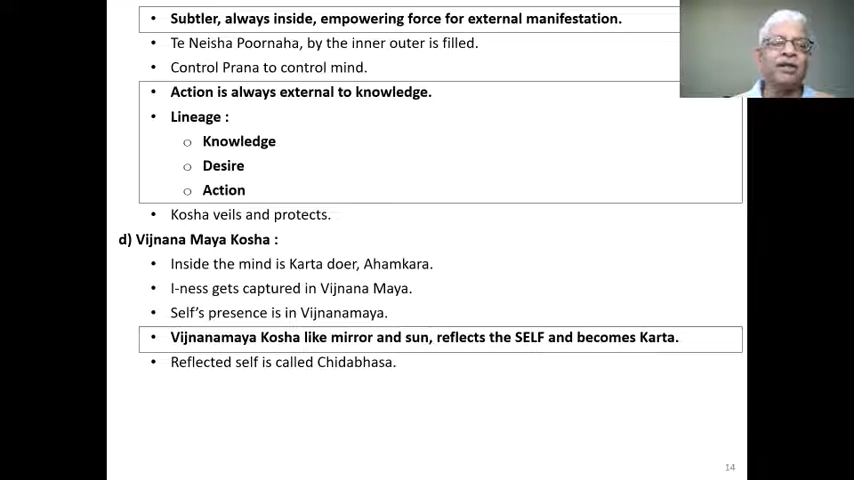 • Subtler, always inside, empowering force for external manifestation.
• Te Neisha Poornaha, by the inner outer is filled.
• Control Prana to control mind.
• Action is always external to knowledge.
• Lineage :
o Knowledge
o Desire
o Action
• Kosha veils and protects.
d) Vijnana Maya Kosha :
• Inside the mind is Karta doer, Ahamkara.
• I-ness gets captured in Vijnana Maya.
• Self’s presence is in Vijnanamaya.
• Vijnanamaya Kosha like mirror and sun, reflects the SELF and becomes Karta.
• Reflected self is called Chidabhasa.
14